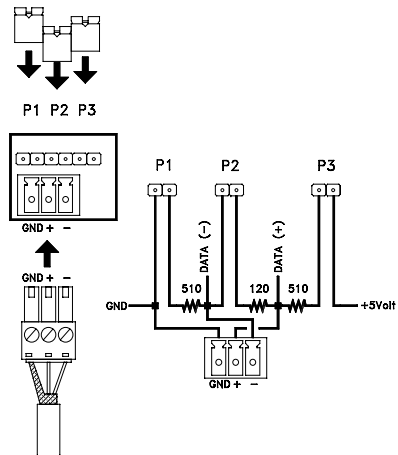 P1 P2 P3
GND + -
GND + -
P1 P2 P3
DATA (-)
DATA (+)
510 120 510
GND
+5Volt
GND + -